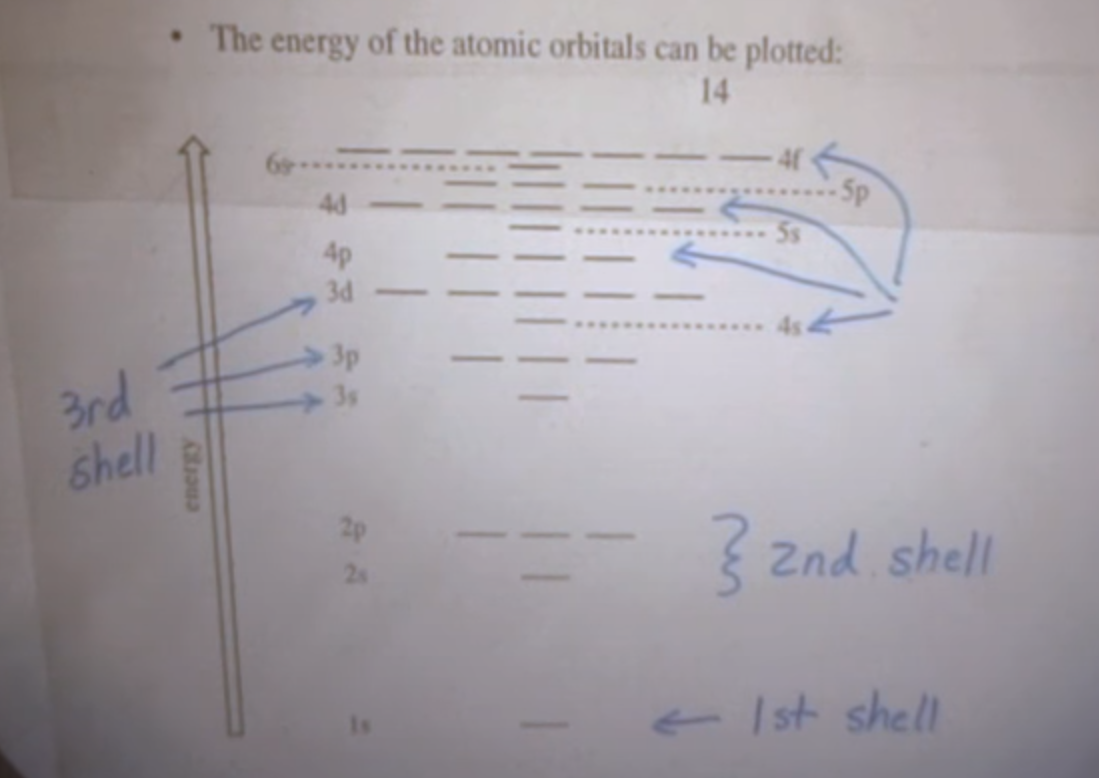 • The energy of the atomic orbitals can be plotted:
14
4f
6s
5p
4d
5s
4p
3d
4s
3p
3s
3rd
shell
energy
2p
2nd shell
2s
1s
1st shell